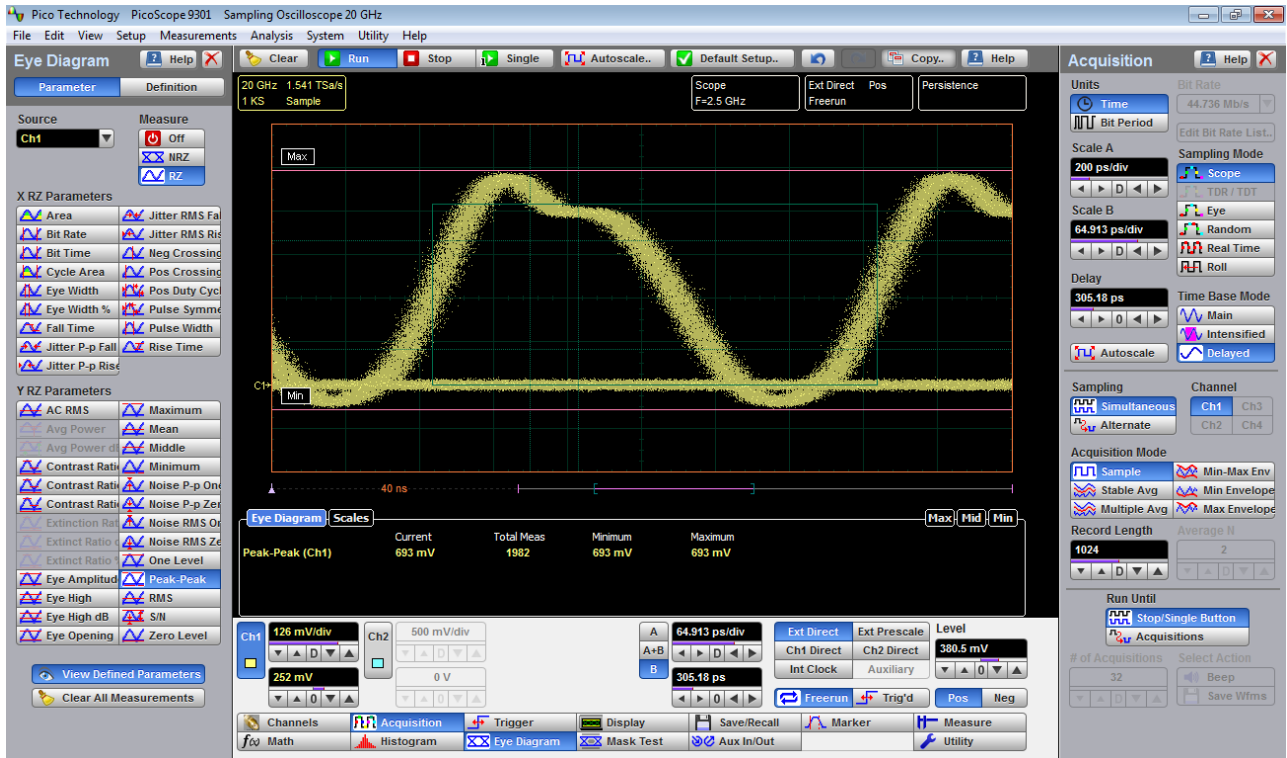 Pico Technology PicoScope 9301 Sampling Oscilloscope 20 GHz
File Edit View Setup Measurements Analysis System Utility Help
Eye Diagram ? Help
Parameter Definition
Source Measure
Ch1 Off
NRZ
RZ
X RZ Parameters
Area Jitter RMS Fal
Bit Rate Jitter RMS Ris
Bit Time Neg Crossing
Cycle Area Pos Crossing
Eye Width Pos Duty Cycl
Eye Width % Pulse Symme
Fall Time Pulse Width
Jitter P-p Fall Rise Time
Jitter P-p Rise
Y RZ Parameters
AC RMS Maximum
Avg Power Mean
Avg Power dB Middle
Contrast Rati Minimum
Contrast Rati Noise P-p One
Contrast Rati Noise P-p Zer
Extinction Rat Noise RMS On
Extinct Ratio Noise RMS Ze
Extinct Ratio One Level
Eye Amplitud Peak-Peak
Eye High RMS
Eye High dB S/N
Eye Opening Zero Level
View Defined Parameters
Clear All Measurements
Clear Run Stop Single Autoscale.. Default Setup.. Copy.. Help
20 GHz 1.541 TSa/s
1 KS Sample
Scope
F=2.5 GHz
Ext Direct Pos
Freerun
Persistence
Max
C1+
Min
40 ns
Eye Diagram Scales Max Mid Min
Current Total Meas Minimum Maximum
Peak-Peak (Ch1) 693 mV 1982 693 mV 693 mV
Ch1 126 mV/div Ch2 500 mV/div
D D
252 mV 0 V
0 0
A 64.913 ps/div
A+B D
B 305.18 ps
0
Ext Direct Ext Prescale Level
Ch1 Direct Ch2 Direct 380.5 mV
Int Clock Auxiliary 0
Freerun Trig'd Pos Neg
Channels Acquisition Trigger Display Save/Recall Marker Measure
f(x) Math Histogram Eye Diagram Mask Test Aux In/Out Utility
Acquisition ? Help
Units Bit Rate
Time 44.736 Mb/s
Bit Period Edit Bit Rate List..
Scale A Sampling Mode
200 ps/div Scope
D TDR / TDT
Scale B Eye
64.913 ps/div Random
D Real Time
Roll
Delay
305.18 ps Time Base Mode
0 Main
Intensified
Autoscale Delayed
Sampling Channel
Simultaneous Ch1 Ch3
Alternate Ch2 Ch4
Acquisition Mode
Sample Min-Max Env
Stable Avg Min Envelope
Multiple Avg Max Envelope
Record Length Average N
1024 2
D D
Run Until
Stop/Single Button
Acquisitions
# of Acquisitions Select Action
32 Beep
D Save Wfms